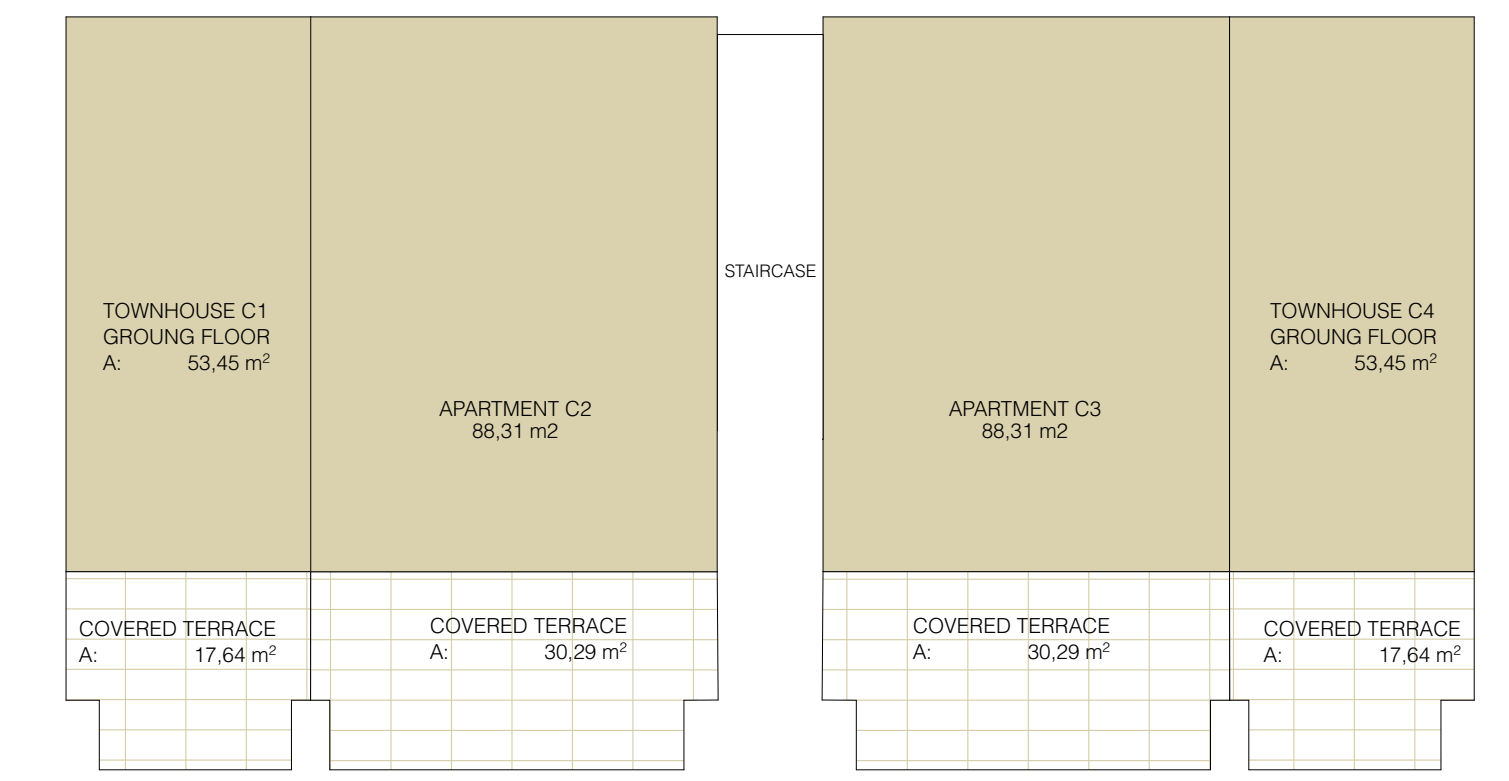 STAIRCASE
TOWNHOUSE C1
GROUNG FLOOR
A: 53,45 m²
APARTMENT C2
88,31 m2
APARTMENT C3
88,31 m2
TOWNHOUSE C4
GROUNG FLOOR
A: 53,45 m²
COVERED TERRACE
A: 17,64 m²
COVERED TERRACE
A: 30,29 m²
COVERED TERRACE
A: 30,29 m²
COVERED TERRACE
A: 17,64 m²